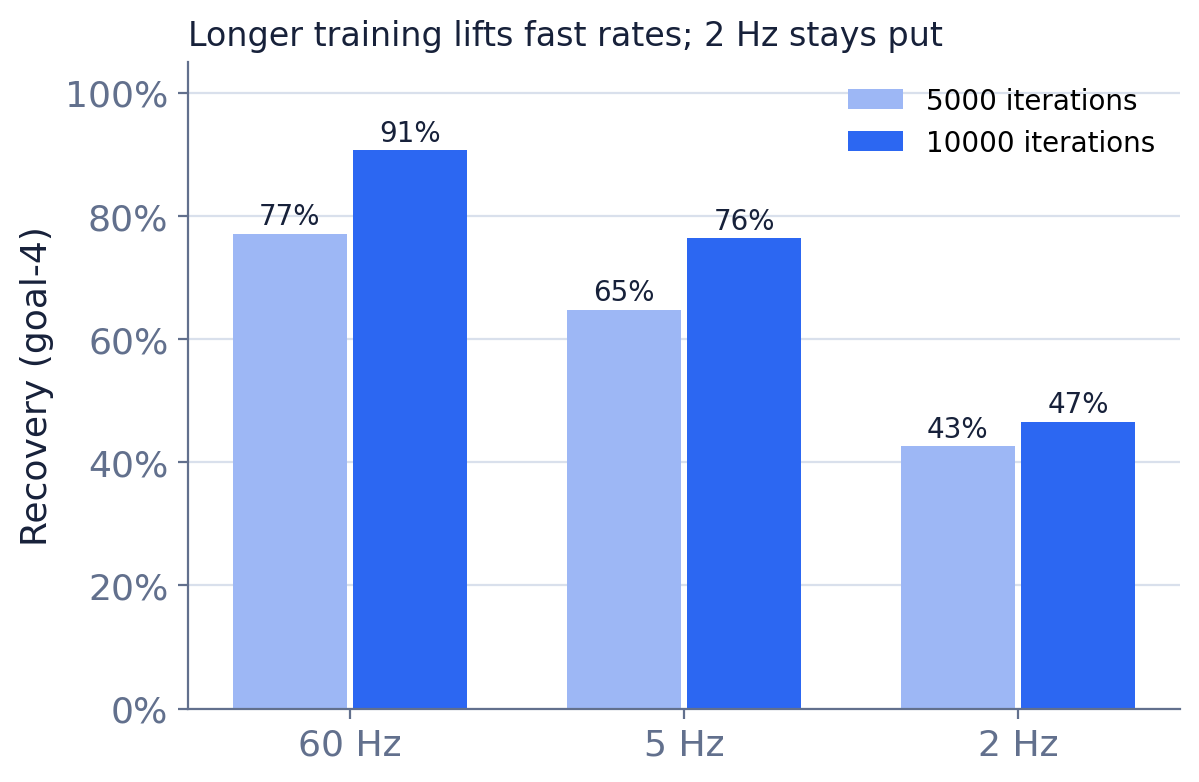 Longer training lifts fast rates; 2 Hz stays put
5000 iterations
10000 iterations
Recovery (goal-4)
100%
80%
60%
40%
20%
0%
77%
91%
65%
76%
43%
47%
60 Hz
5 Hz
2 Hz